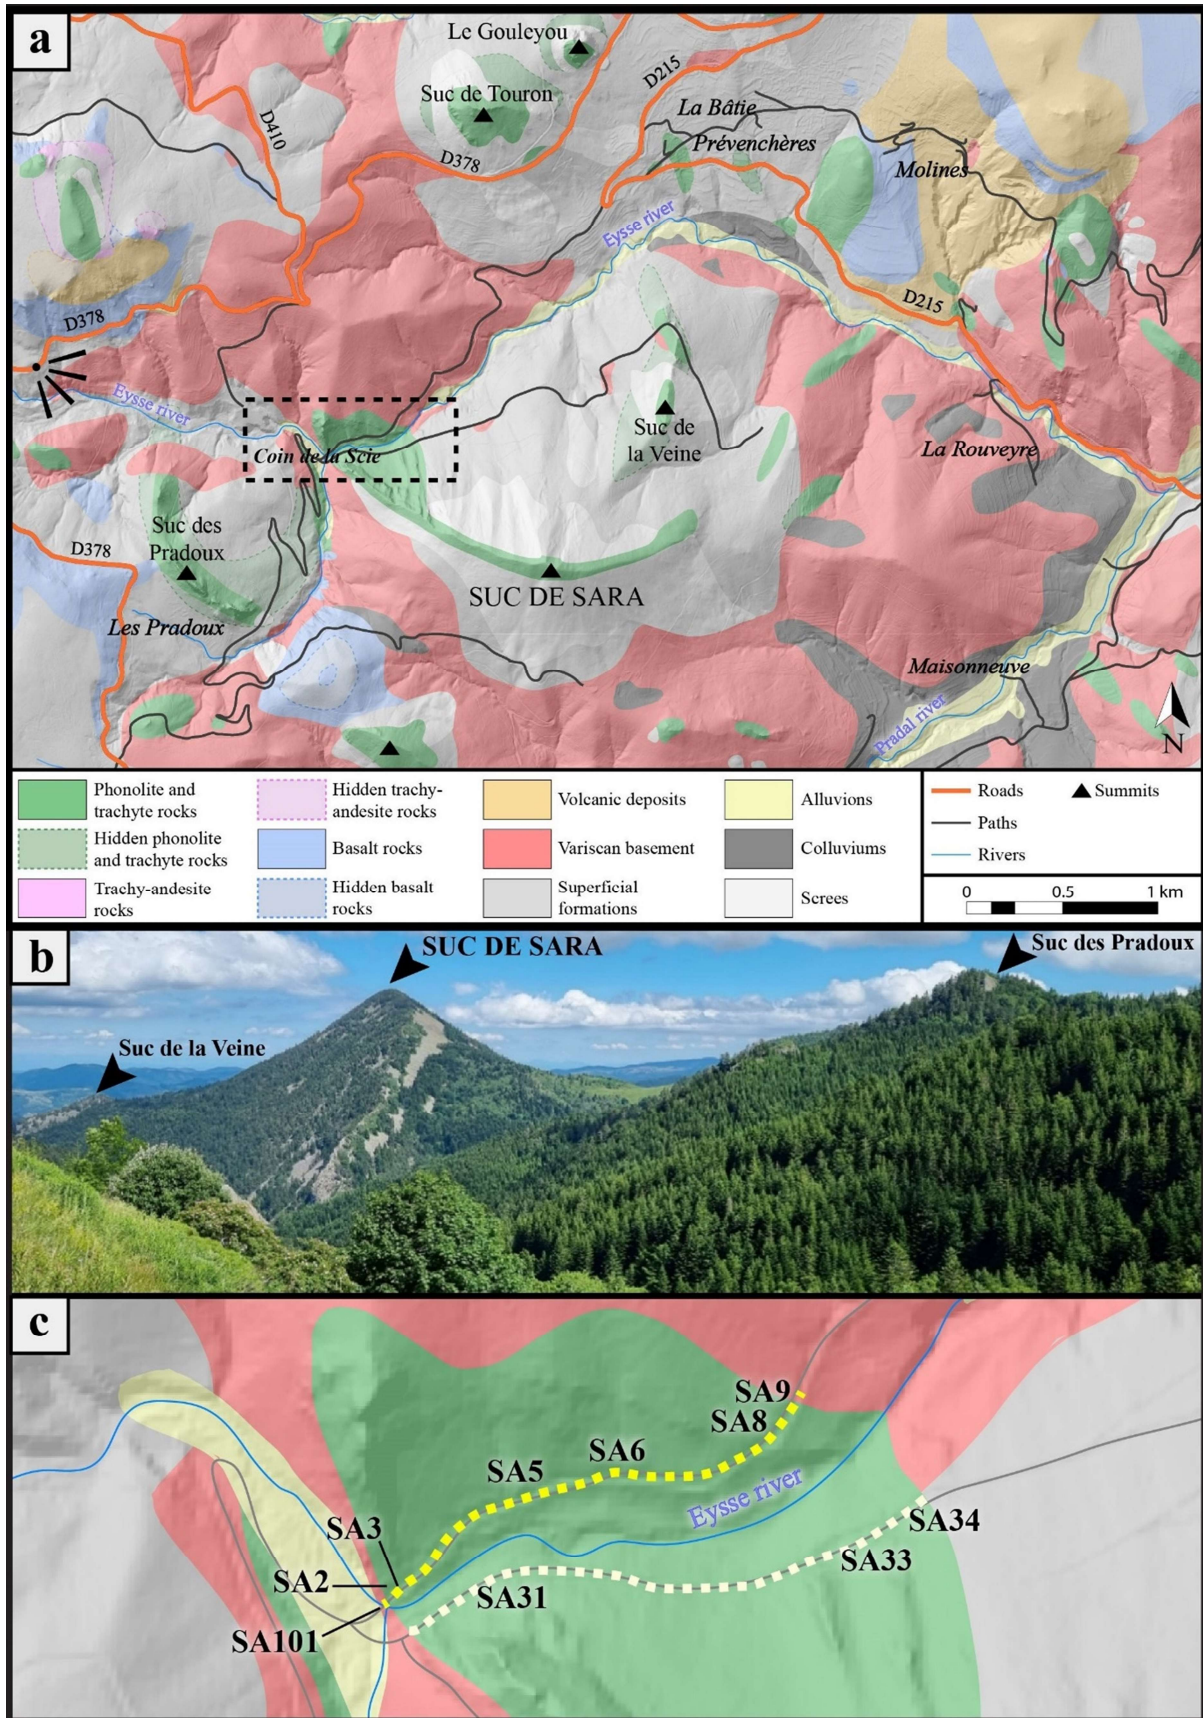 a
Le Gouleyou
Suc de Touron
D215
La Bâtie
Prévenchères
Molines
D410
D378
Eysse river
D378
D215
Eysse river
Coin de la Scie
Suc de
la Veine
La Rouveyre
Suc des
Pradoux
D378
SUC DE SARA
Les Pradoux
Maisonneuve
Pradal river
N
Phonolite and
trachyte rocks
Hidden phonolite
and trachyte rocks
Trachy-andesite
rocks
Hidden trachy-
andesite rocks
Basalt rocks
Hidden basalt
rocks
Volcanic deposits
Variscan basement
Superficial
formations
Alluvions
Colluviums
Screes
Roads
Summits
Paths
Rivers
0 0.5 1 km
b
SUC DE SARA
Suc des Pradoux
Suc de la Veine
c
SA9
SA8
SA6
SA5
Eysse river
SA3
SA34
SA33
SA2
SA31
SA101